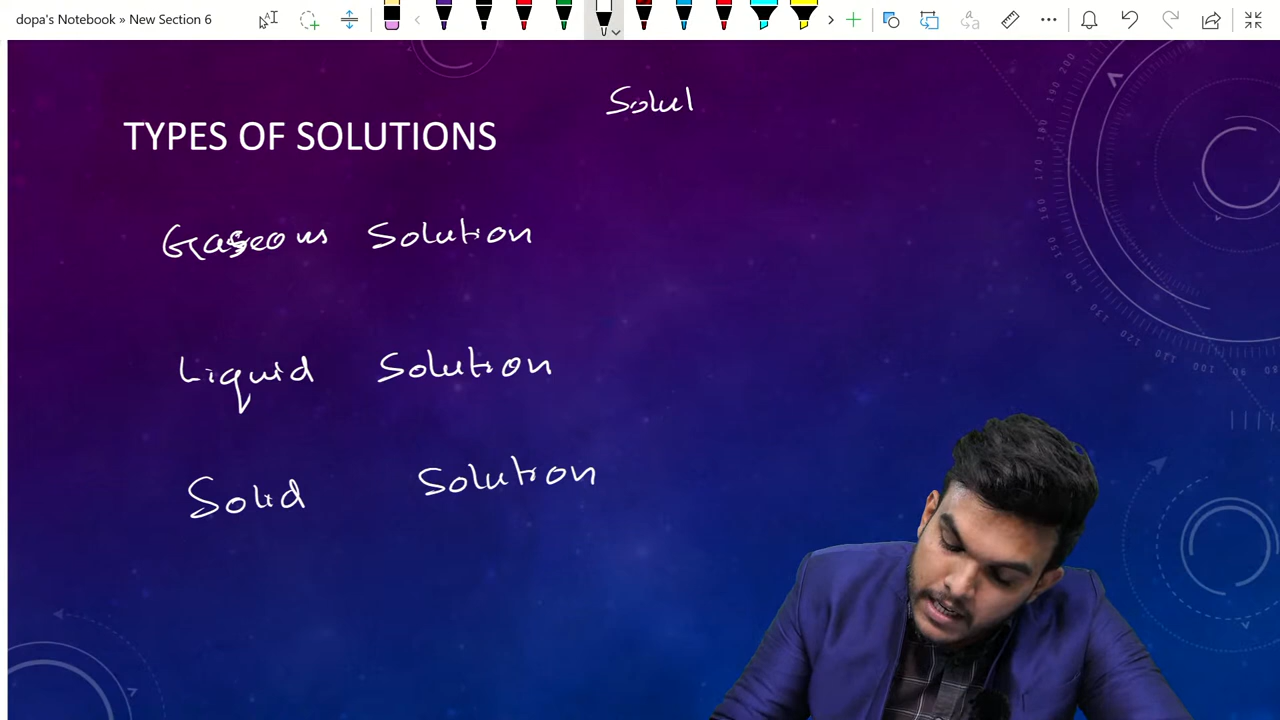 dopa's Notebook » New Section 6
Solul
TYPES OF SOLUTIONS
Gaseous Solution
Liquid Solution
Solid Solution